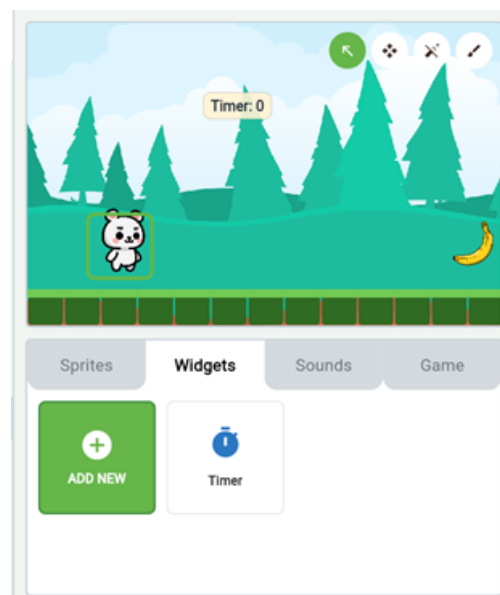 Timer: 0
Sprites
Widgets
Sounds
Game
ADD NEW
Timer